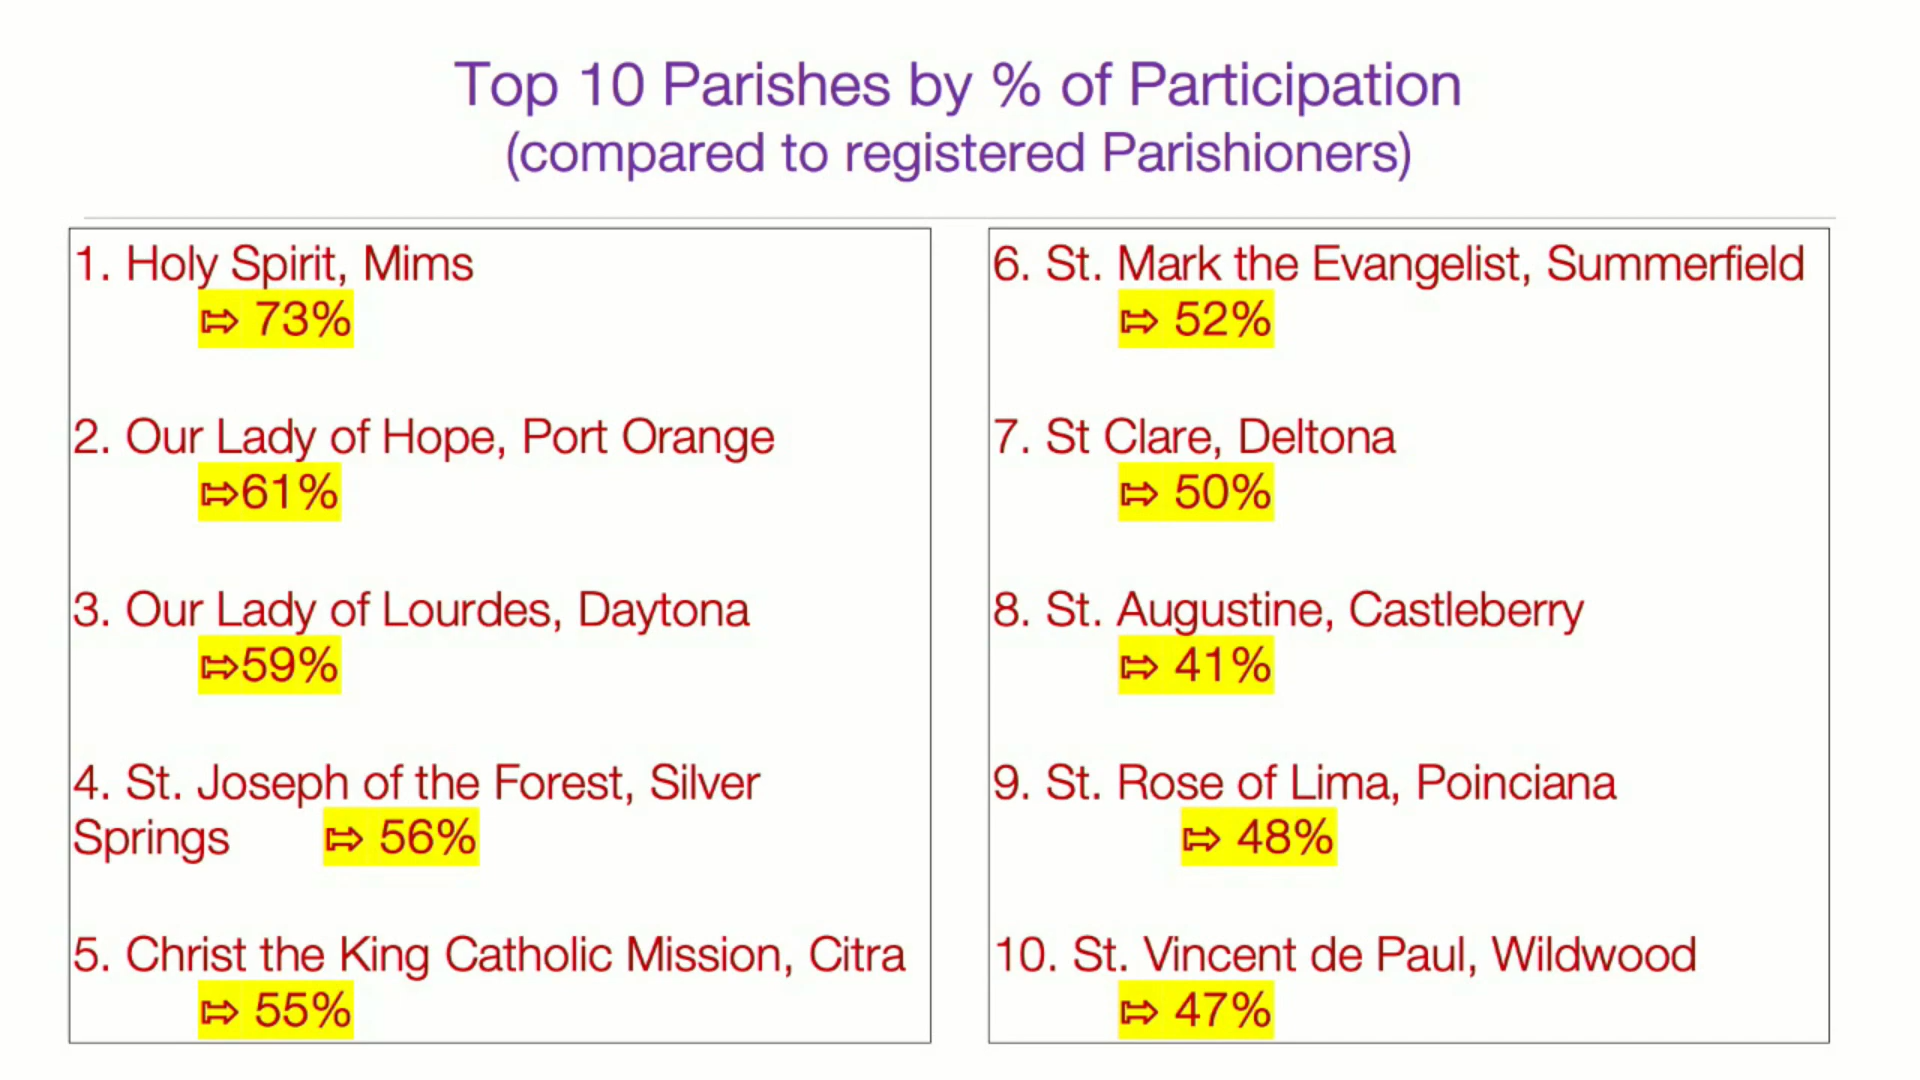 Top 10 Parishes by % of Participation
(compared to registered Parishioners)
1. Holy Spirit, Mims
⇰ 73%
2. Our Lady of Hope, Port Orange
⇰61%
3. Our Lady of Lourdes, Daytona
⇰59%
4. St. Joseph of the Forest, Silver
Springs ⇰ 56%
5. Christ the King Catholic Mission, Citra
⇰ 55%
6. St. Mark the Evangelist, Summerfield
⇰ 52%
7. St Clare, Deltona
⇰ 50%
8. St. Augustine, Castleberry
⇰ 41%
9. St. Rose of Lima, Poinciana
⇰ 48%
10. St. Vincent de Paul, Wildwood
⇰ 47%